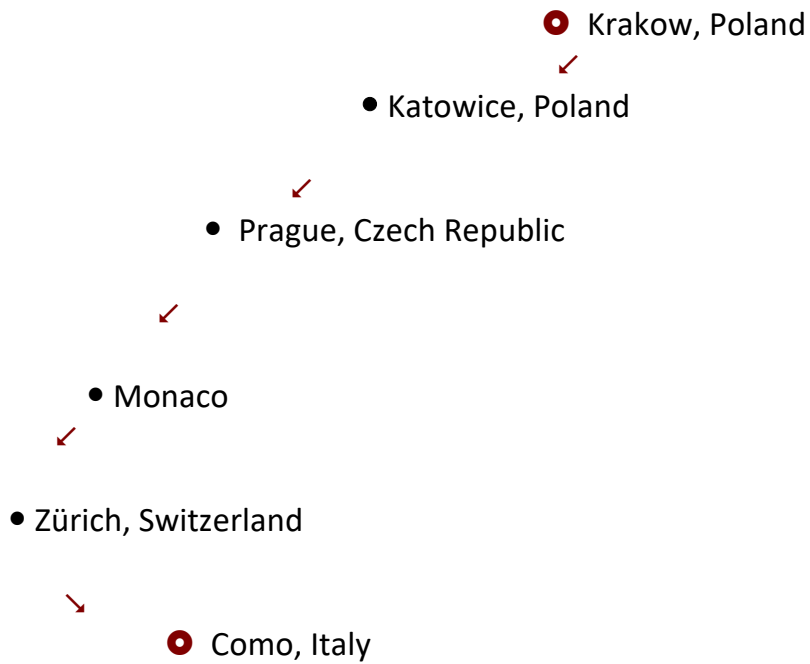 Krakow, Poland
Katowice, Poland
Prague, Czech Republic
Monaco
Zürich, Switzerland
Como, Italy